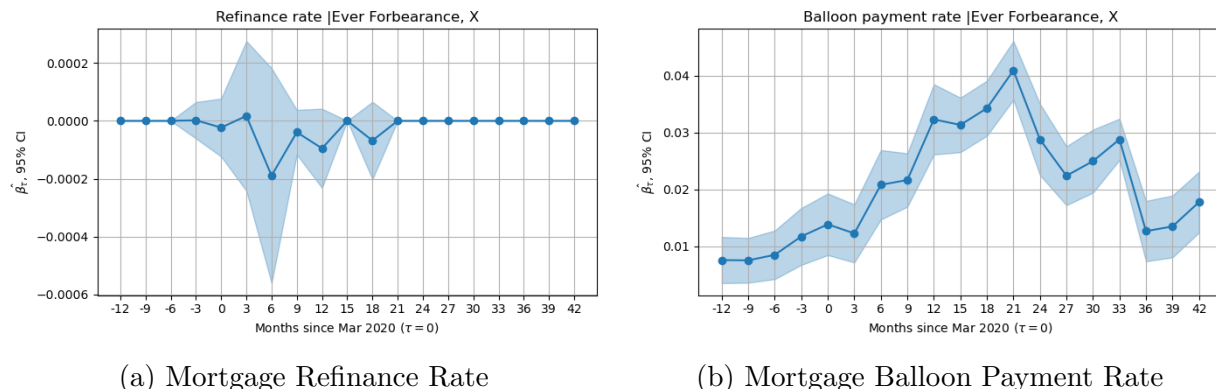 Refinance rate |Ever Forbearance, X
0.0002
0.0000
−0.0002
−0.0004
−0.0006
β̂τ, 95% CI
-12 -9 -6 -3 0 3 6 9 12 15 18 21 24 27 30 33 36 39 42
Months since Mar 2020 (τ = 0)
(a) Mortgage Refinance Rate
Balloon payment rate |Ever Forbearance, X
0.04
0.03
0.02
0.01
β̂τ, 95% CI
-12 -9 -6 -3 0 3 6 9 12 15 18 21 24 27 30 33 36 39 42
Months since Mar 2020 (τ = 0)
(b) Mortgage Balloon Payment Rate